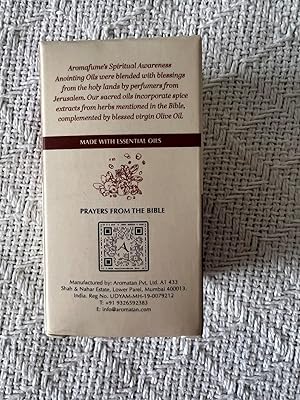 Aromafume's Spiritual Awareness
Anointing Oils were blended with blessings
from the holy lands by perfumers from
Jerusalem. Our sacred oils incorporate spice
extracts from herbs mentioned in the Bible,
complemented by blessed virgin Olive Oil.
MADE WITH ESSENTIAL OILS
PRAYERS FROM THE BIBLE
A
Manufactured by: Aromatan Pvt. Ltd. A1 433
Shah & Nahar Estate, Lower Parel, Mumbai 400013.
India. Reg No: UDYAM-MH-19-0079212
T: +91 9326592383
E: info@aromatan.com